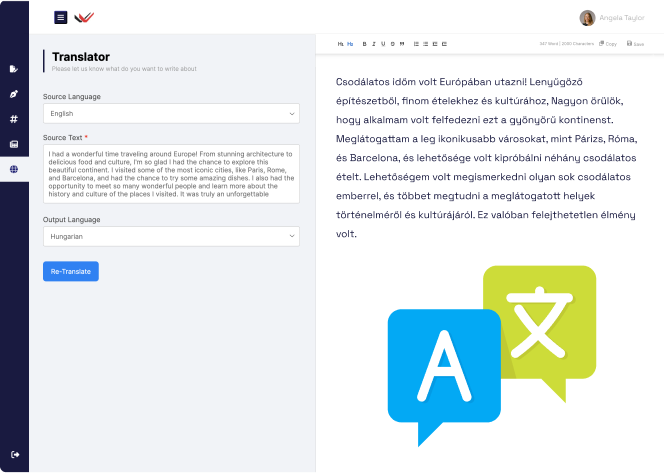 Angela Taylor
Translator
Please let us know what do you want to write about
Source Language
English
Source Text *
I had a wonderful time traveling around Europe! From stunning architecture to
delicious food and culture, I'm so glad I had the chance to explore this
beautiful continent. I visited some of the most iconic cities, like Paris, Rome,
and Barcelona, and had the chance to try some amazing dishes. I also had the
opportunity to meet so many wonderful people and learn more about the
history and culture of the places I visited. It was truly an unforgettable
Output Language
Hungarian
Re-Translate
H₁ H₂ B I U S
Word | 2000 Characters Copy Save
Csodálatos időm volt Európában utazni! Lenyűgöző
építészetből, finom ételekhez és kultúrához, Nagyon örülök,
hogy alkalmam volt felfedezni ezt a gyönyörű kontinenst.
Meglátogattam a leg ikonikusabb városokat, mint Párizs, Róma,
és Barcelona, és lehetősége volt kipróbálni néhány csodálatos
ételt. Lehetőségem volt megismerkedni olyan sok csodálatos
emberrel, és többet megtudni a meglátogatott helyek
történelméről és kultúrájáról. Ez valóban felejthetetlen élmény
volt.
A 文